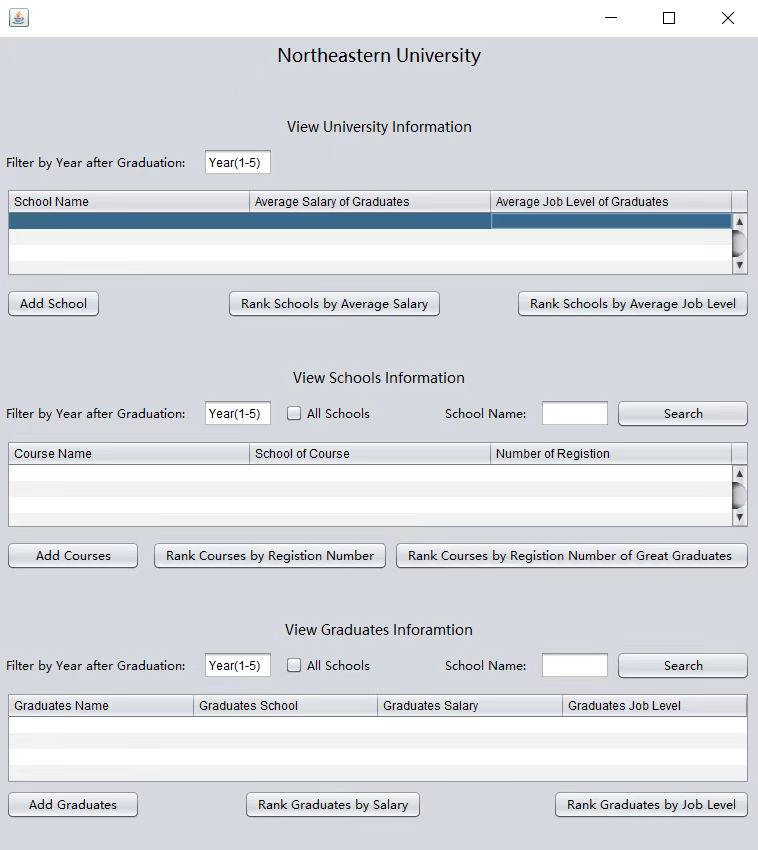 Northeastern University
View University Information
Filter by Year after Graduation: Year(1-5)
School Name Average Salary of Graduates Average Job Level of Graduates
Add School Rank Schools by Average Salary Rank Schools by Average Job Level
View Schools Information
Filter by Year after Graduation: Year(1-5) All Schools School Name: Search
Course Name School of Course Number of Registion
Add Courses Rank Courses by Registion Number Rank Courses by Registion Number of Great Graduates
View Graduates Inforamtion
Filter by Year after Graduation: Year(1-5) All Schools School Name: Search
Graduates Name Graduates School Graduates Salary Graduates Job Level
Add Graduates Rank Graduates by Salary Rank Graduates by Job Level